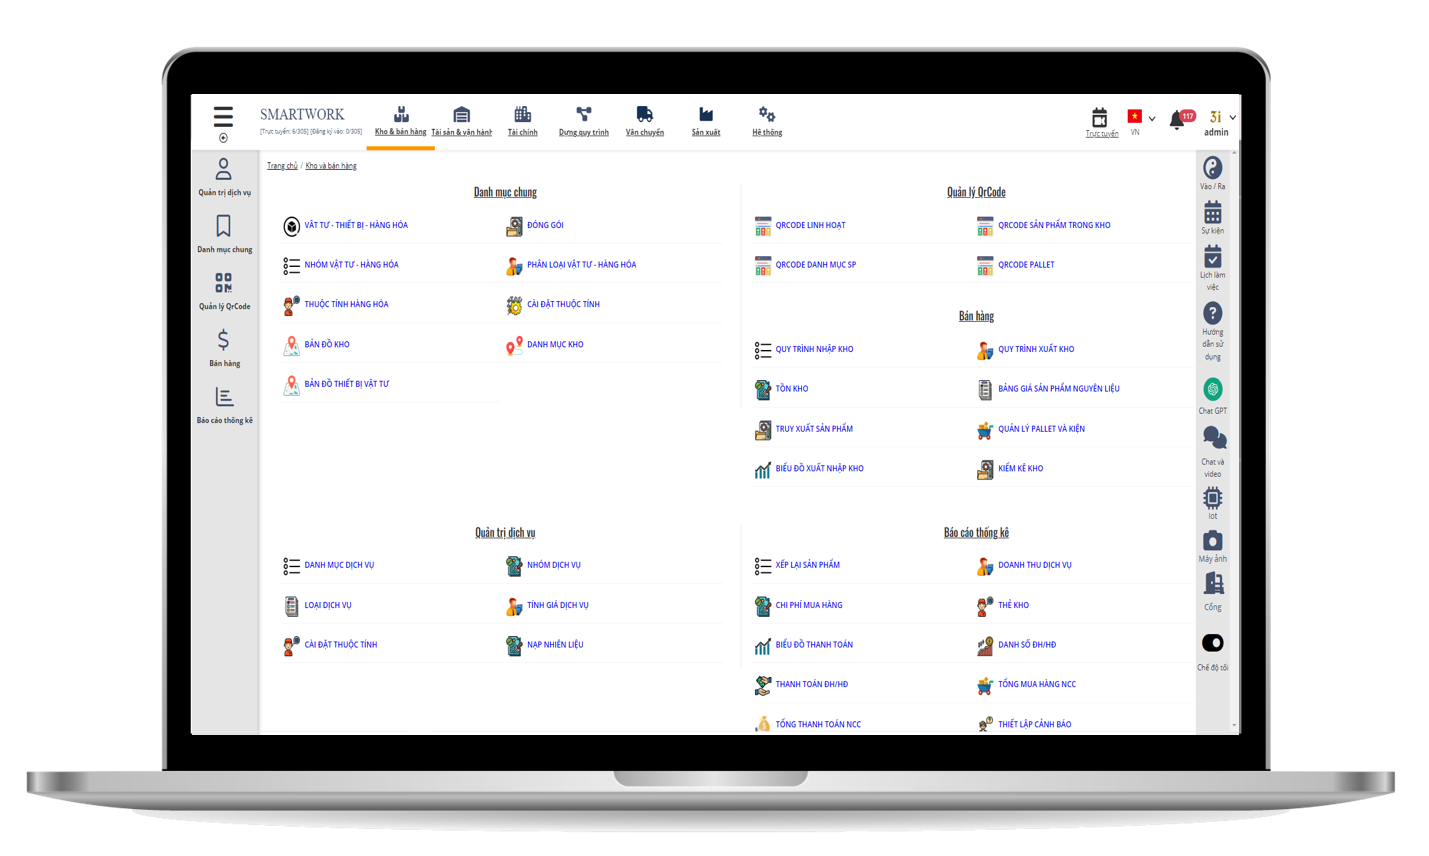 SMARTWORK
[Trực tuyến: 6/305] [Đăng ký vào: 0/305]
Kho & bán hàng
Tài sản & vận hành
Tài chính
Dựng quy trình
Vận chuyển
Sản xuất
Hệ thống
Trực tuyến
VN
117
3i
admin
Trang chủ / Kho và bán hàng
Quản trị dịch vụ
Danh mục chung
Quản lý QrCode
Bán hàng
Báo cáo thống kê
Danh mục chung
VẬT TƯ - THIẾT BỊ - HÀNG HÓA
ĐÓNG GÓI
NHÓM VẬT TƯ - HÀNG HÓA
PHÂN LOẠI VẬT TƯ - HÀNG HÓA
THUỘC TÍNH HÀNG HÓA
CÀI ĐẶT THUỘC TÍNH
BẢN ĐỒ KHO
DANH MỤC KHO
BẢN ĐỒ THIẾT BỊ VẬT TƯ
Quản lý QrCode
QRCODE LINH HOẠT
QRCODE SẢN PHẨM TRONG KHO
QRCODE DANH MỤC SP
QRCODE PALLET
Bán hàng
QUY TRÌNH NHẬP KHO
QUY TRÌNH XUẤT KHO
TỒN KHO
BẢNG GIÁ SẢN PHẨM NGUYÊN LIỆU
TRUY XUẤT SẢN PHẨM
QUẢN LÝ PALLET VÀ KIỆN
BIỂU ĐỒ XUẤT NHẬP KHO
KIỂM KÊ KHO
Quản trị dịch vụ
DANH MỤC DỊCH VỤ
NHÓM DỊCH VỤ
LOẠI DỊCH VỤ
TÍNH GIÁ DỊCH VỤ
CÀI ĐẶT THUỘC TÍNH
NẠP NHIÊN LIỆU
Báo cáo thống kê
XẾP LẠI SẢN PHẨM
DOANH THU DỊCH VỤ
CHI PHÍ MUA HÀNG
THẺ KHO
BIỂU ĐỒ THANH TOÁN
DANH SỐ ĐH/HĐ
THANH TOÁN ĐH/HĐ
TỔNG MUA HÀNG NCC
TỔNG THANH TOÁN NCC
THIẾT LẬP CẢNH BÁO
Vào / Ra
Sự kiện
Lịch làm
việc
Hướng
dẫn sử
dụng
Chat GPT
Chat và
video
Iot
Máy ảnh
Cổng
Chế độ tối